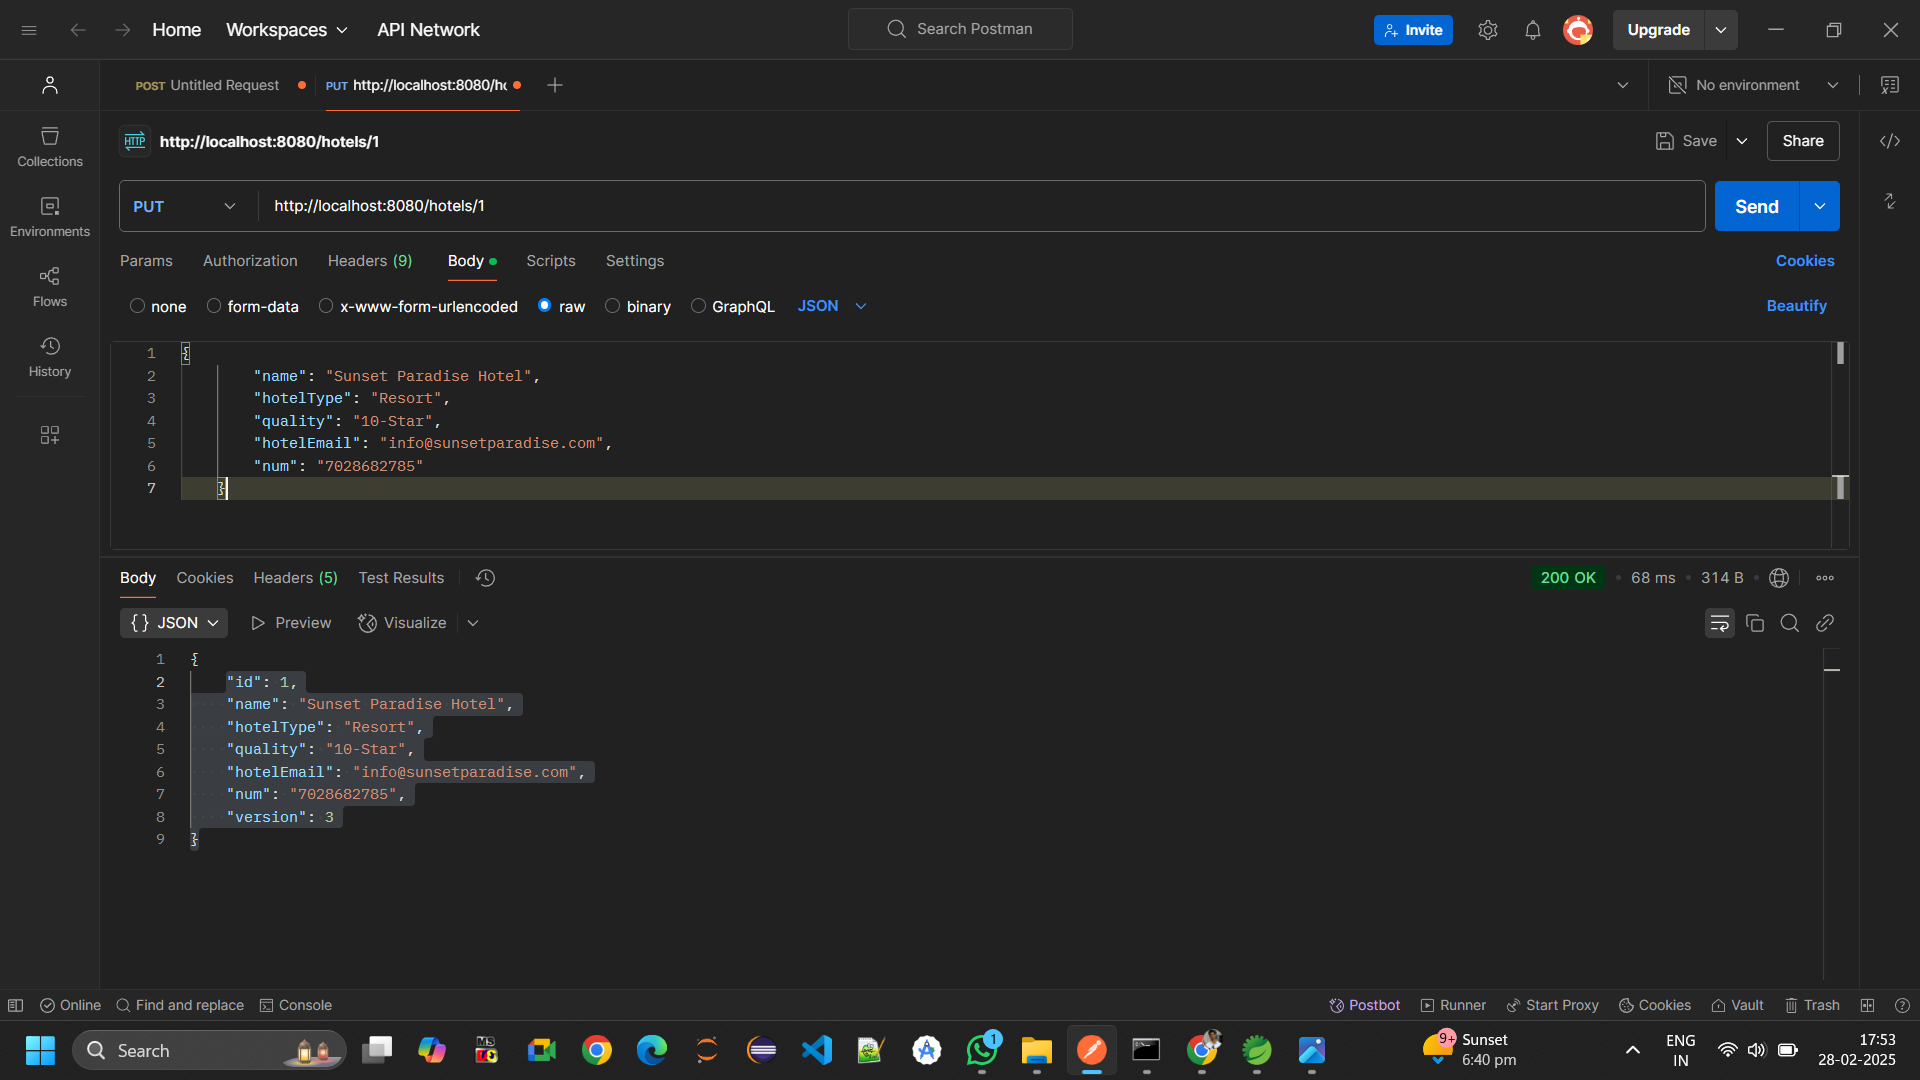 Home Workspaces API Network Search Postman Invite Upgrade
POST Untitled Request PUT http://localhost:8080/h No environment
HTTP http://localhost:8080/hotels/1 Save Share
Collections
PUT http://localhost:8080/hotels/1 Send
Environments
Params Authorization Headers (9) Body Scripts Settings Cookies
Flows
none form-data x-www-form-urlencoded raw binary GraphQL JSON Beautify
History
1 {
2 "name": "Sunset Paradise Hotel",
3 "hotelType": "Resort",
4 "quality": "10-Star",
5 "hotelEmail": "info@sunsetparadise.com",
6 "num": "7028682785"
7 }
Body Cookies Headers (5) Test Results 200 OK 68 ms 314 B
{} JSON Preview Visualize
1 {
2 "id": 1,
3 "name": "Sunset Paradise Hotel",
4 "hotelType": "Resort",
5 "quality": "10-Star",
6 "hotelEmail": "info@sunsetparadise.com",
7 "num": "7028682785",
8 "version": 3
9 }
Online Find and replace Console Postbot Runner Start Proxy Cookies Vault Trash
Search 1 9+ Sunset ENG 17:53
6:40 pm IN 28-02-2025